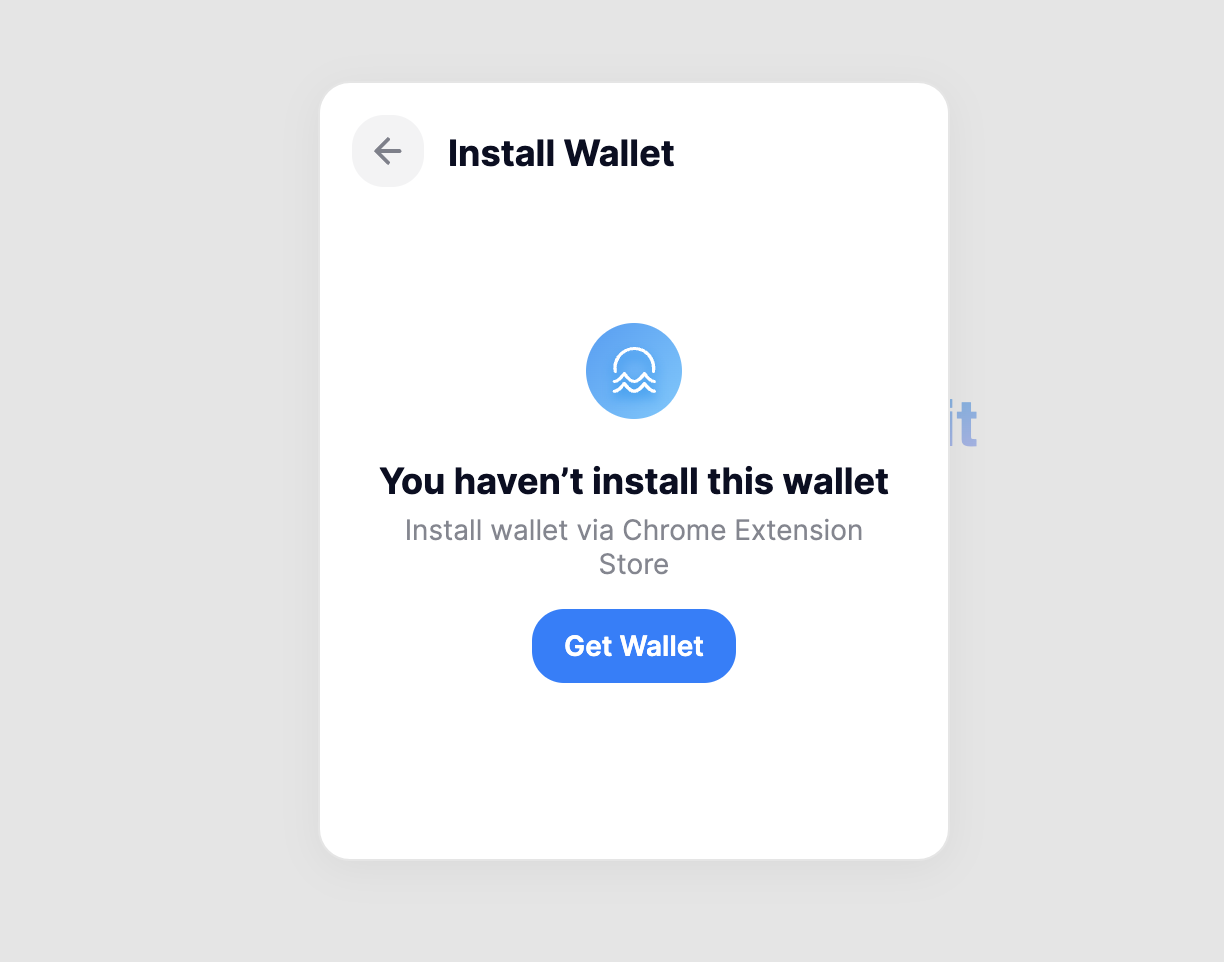 Install Wallet
You haven’t install this wallet
Install wallet via Chrome Extension
Store
Get Wallet
it